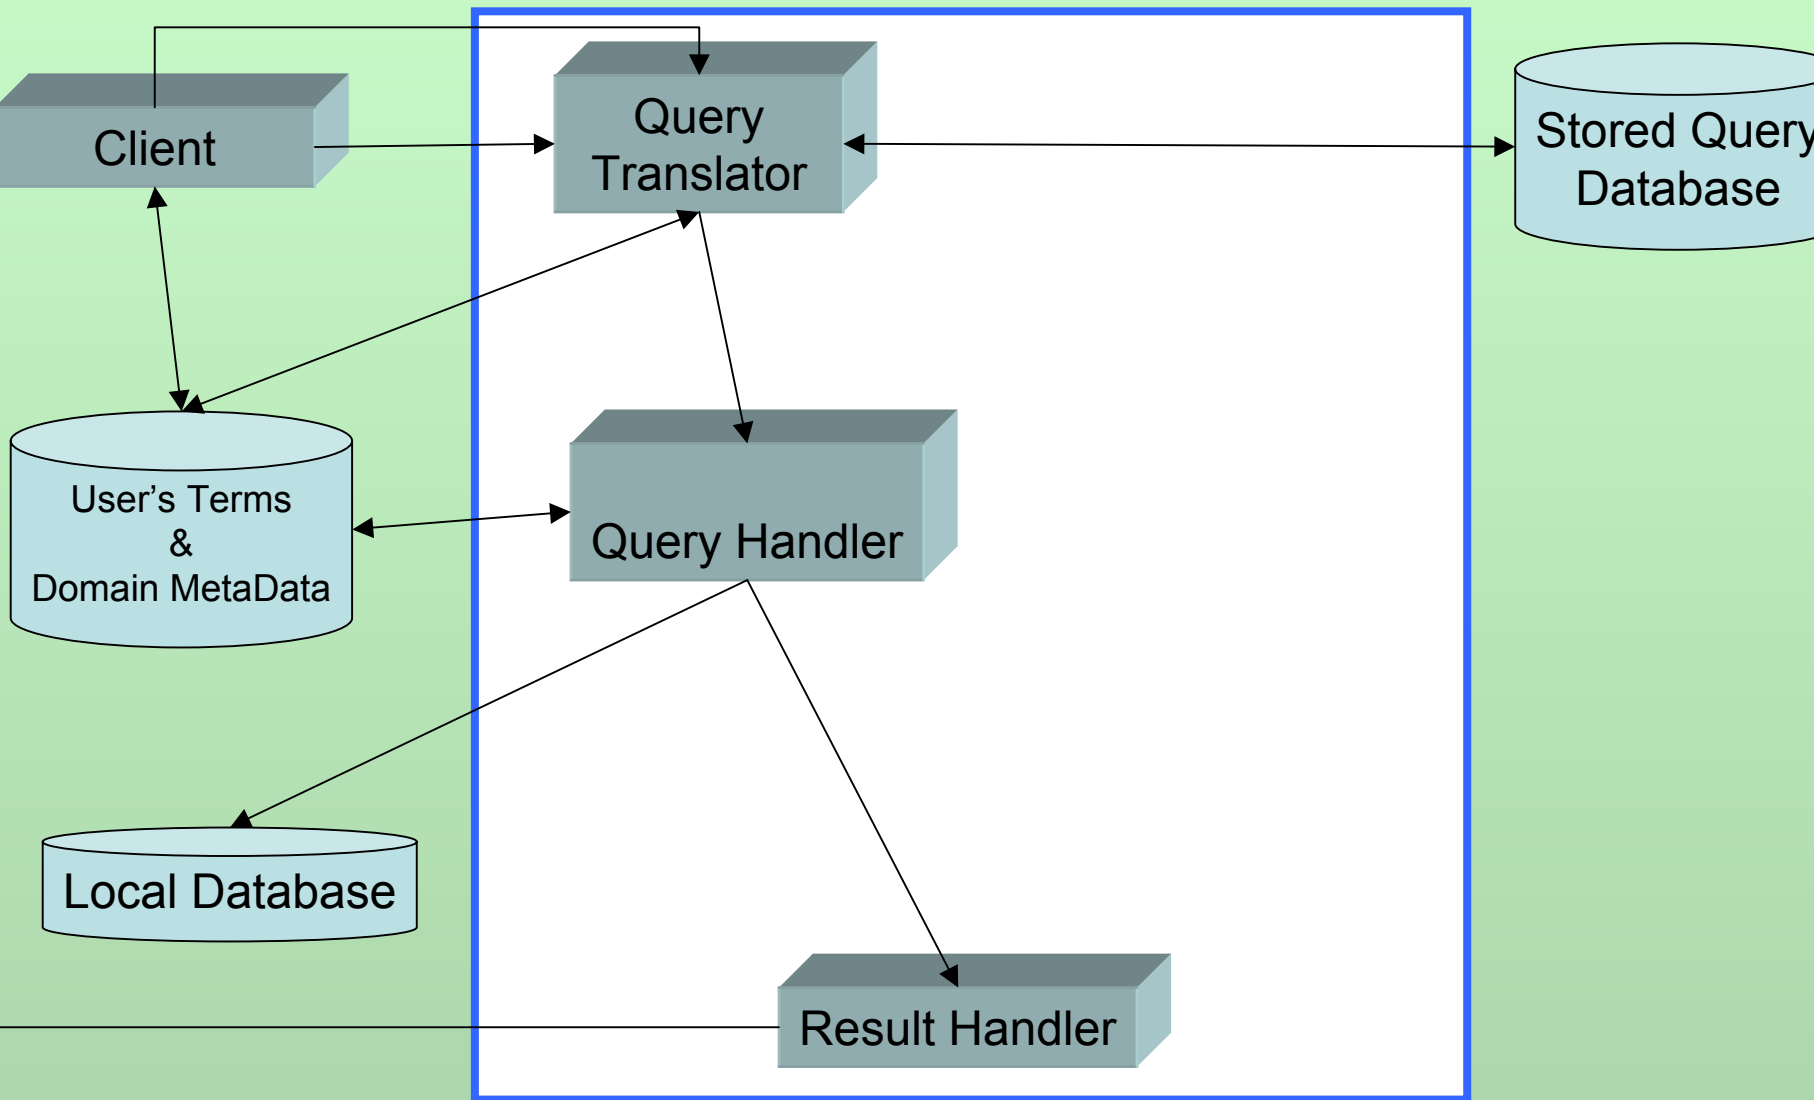 Client
Query
Translator
Stored Query
Database
User’s Terms
&
Domain MetaData
Query Handler
Local Database
Result Handler